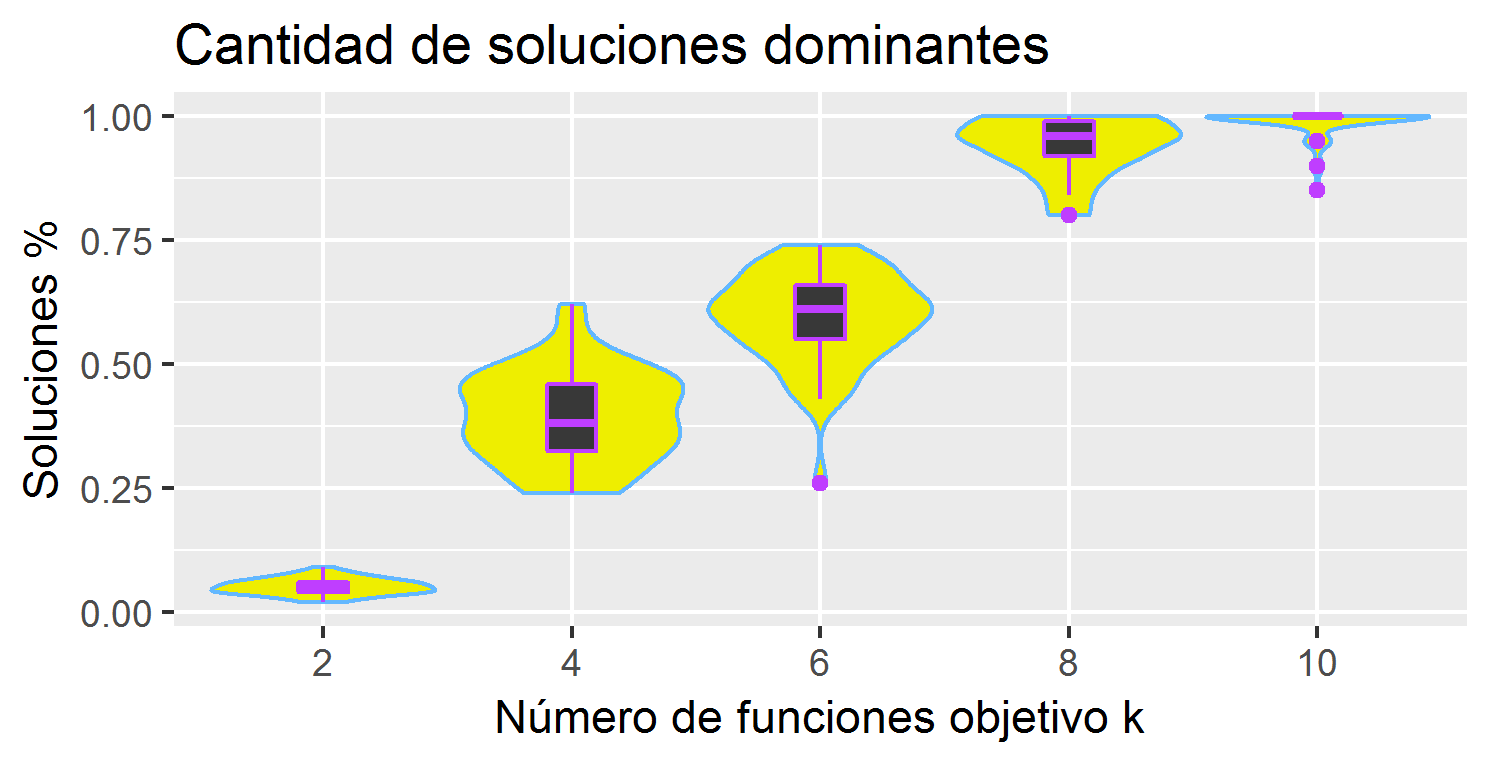 Cantidad de soluciones dominantes
Soluciones %
1.00
0.75
0.50
0.25
0.00
2 4 6 8 10
Número de funciones objetivo k